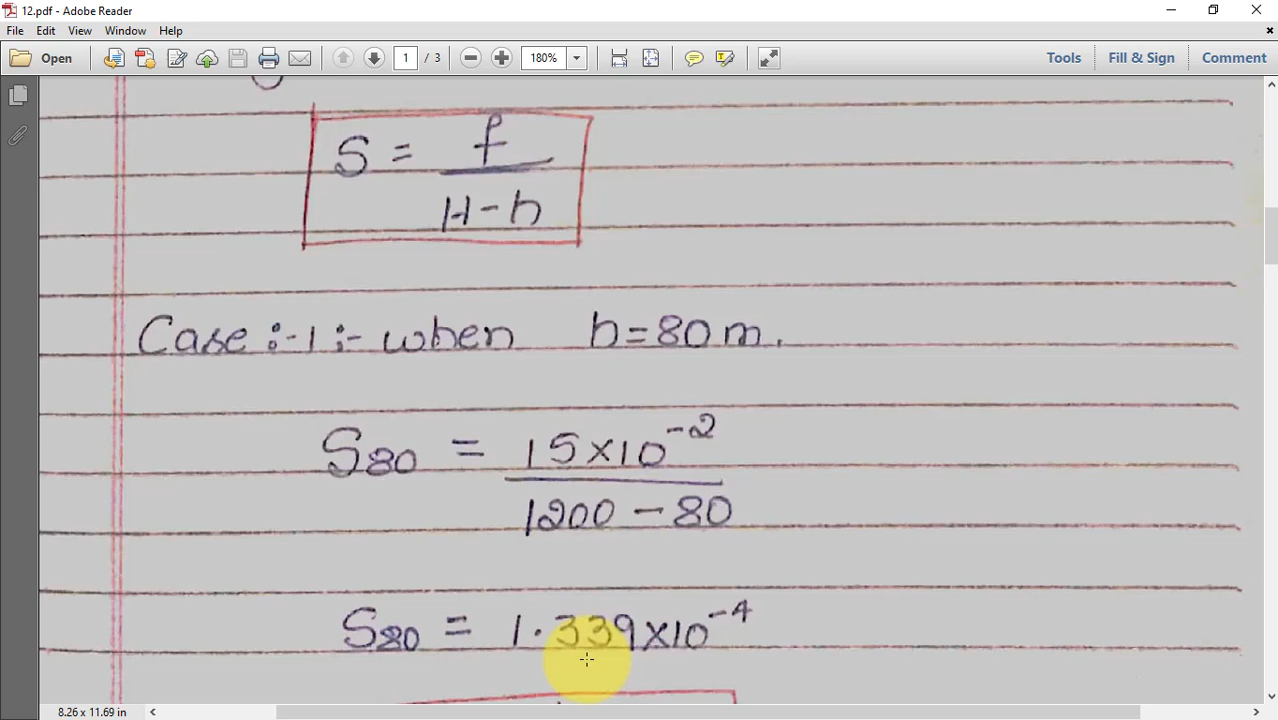 12.pdf - Adobe Reader
File Edit View Window Help
Open 1 / 3 180% Tools Fill & Sign Comment
S = f
H-h
Case :-1 :- when h=80m.
S80 = 15×10⁻²
1200 - 80
S80 = 1.339×10⁻⁴
8.26 x 11.69 in